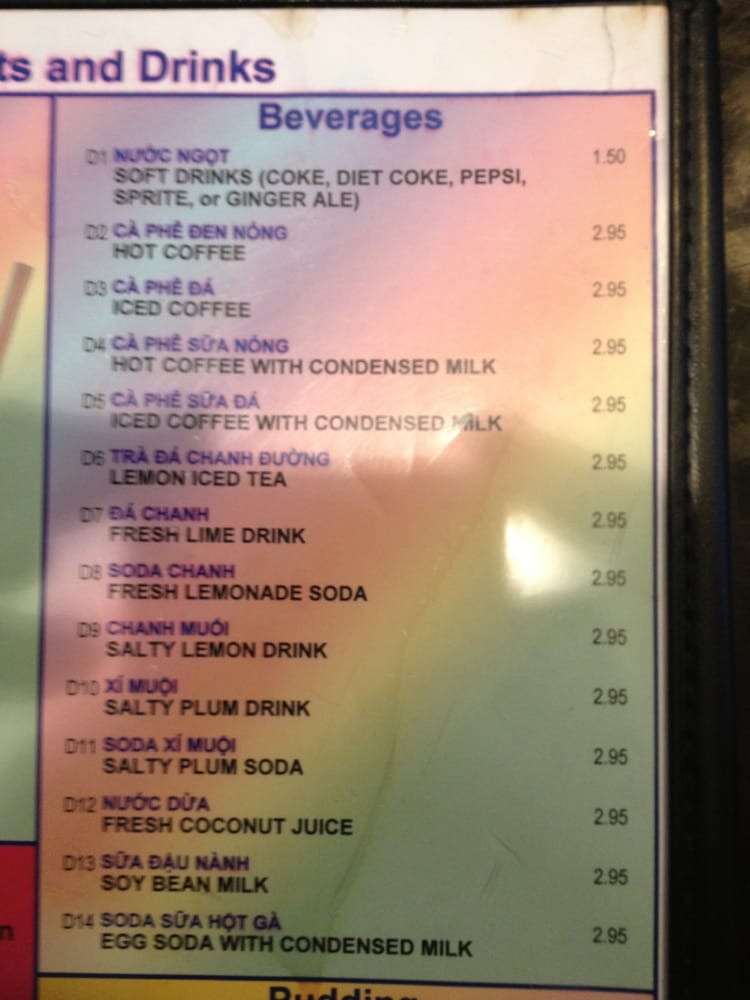 ts and Drinks
Beverages
D1 NƯỚC NGỌT 1.50
SOFT DRINKS (COKE, DIET COKE, PEPSI,
SPRITE, or GINGER ALE)
D2 CÀ PHÊ ĐEN NÓNG 2.95
HOT COFFEE
D3 CÀ PHÊ ĐÁ 2.95
ICED COFFEE
D4 CÀ PHÊ SỮA NÓNG 2.95
HOT COFFEE WITH CONDENSED MILK
D5 CÀ PHÊ SỮA ĐÁ 2.95
ICED COFFEE WITH CONDENSED MILK
D6 TRÀ ĐÁ CHANH ĐƯỜNG 2.95
LEMON ICED TEA
D7 ĐÁ CHANH 2.95
FRESH LIME DRINK
D8 SODA CHANH 2.95
FRESH LEMONADE SODA
D9 CHANH MUỐI 2.95
SALTY LEMON DRINK
D10 XÍ MUỘI 2.95
SALTY PLUM DRINK
D11 SODA XÍ MUỘI 2.95
SALTY PLUM SODA
D12 NƯỚC DỪA 2.95
FRESH COCONUT JUICE
D13 SỮA ĐẬU NÀNH 2.95
SOY BEAN MILK
D14 SODA SỮA HỘT GÀ 2.95
EGG SODA WITH CONDENSED MILK
n
Pudding